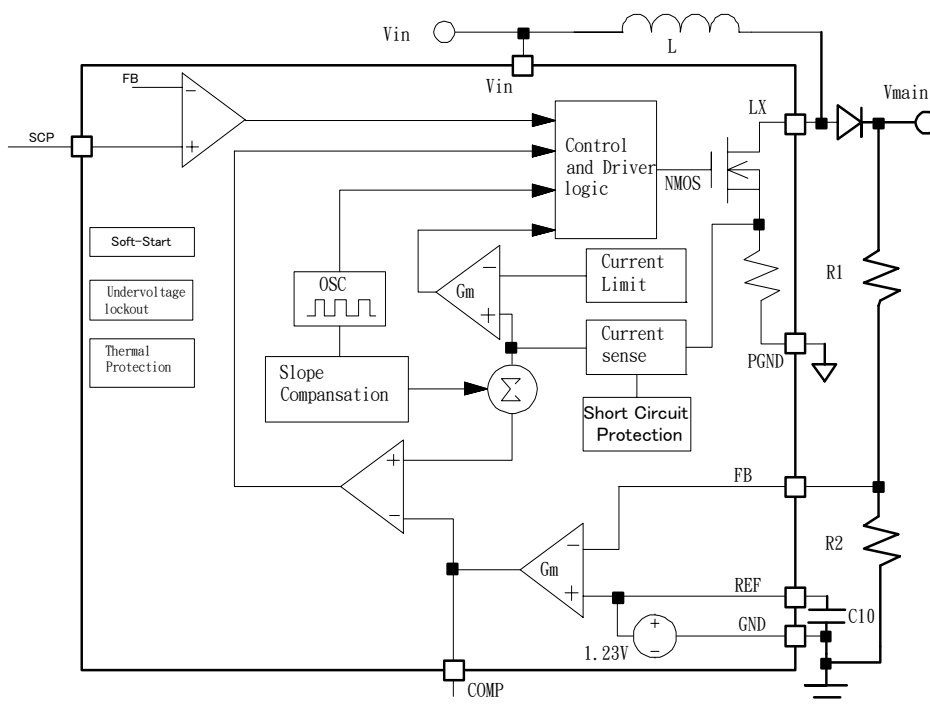 Vin
L
FB
Vin
LX
Vmain
SCP
−
+
Control
and Driver
logic
NMOS
Soft-Start
Undervoltage
lockout
Thermal
Protection
OSC
Gm
−
+
Current
Limit
R1
Current
sense
PGND
Slope
Compansation
Σ
Short Circuit
Protection
+
−
FB
R2
Gm
−
+
REF
C10
GND
1.23V
+
−
COMP